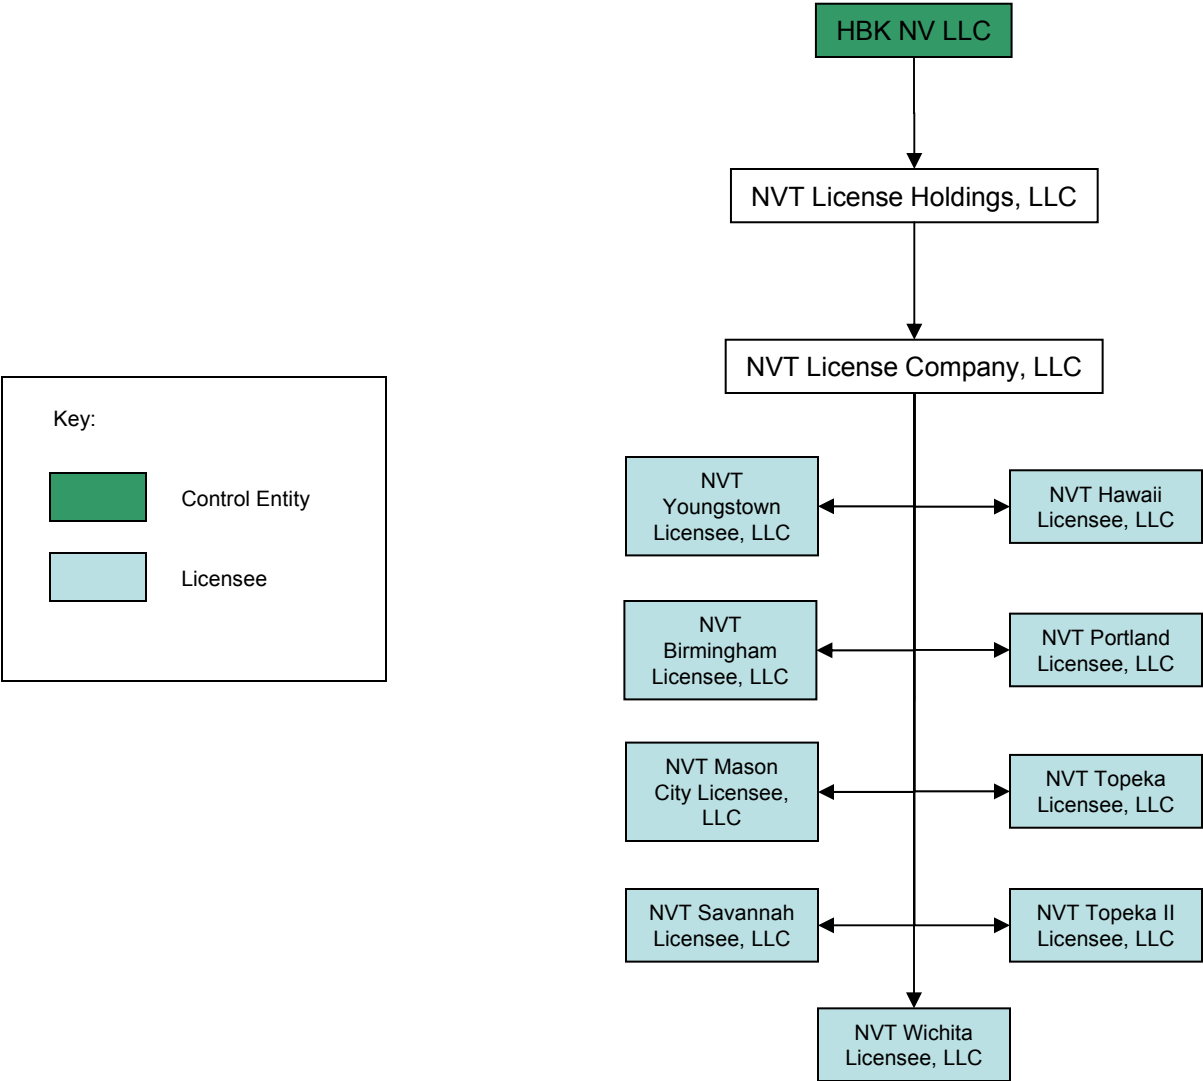 HBK NV LLC
NVT License Holdings, LLC
NVT License Company, LLC
Key:
Control Entity
Licensee
NVT
Youngstown
Licensee, LLC
NVT Hawaii
Licensee, LLC
NVT
Birmingham
Licensee, LLC
NVT Portland
Licensee, LLC
NVT Mason
City Licensee,
LLC
NVT Topeka
Licensee, LLC
NVT Savannah
Licensee, LLC
NVT Topeka II
Licensee, LLC
NVT Wichita
Licensee, LLC